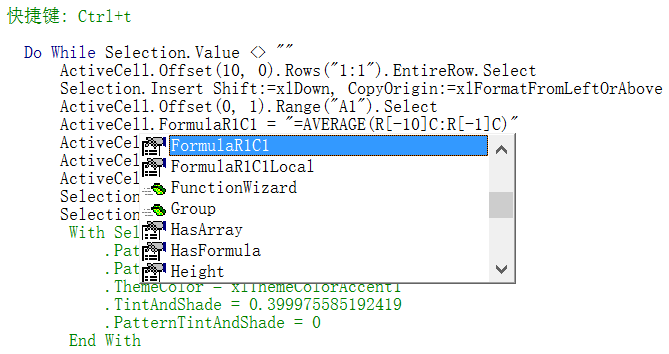 快捷键: Ctrl+t
Do While Selection.Value <> ""
ActiveCell.Offset(10, 0).Rows("1:1").EntireRow.Select
Selection.Insert Shift:=xlDown, CopyOrigin:=xlFormatFromLeftOrAbove
ActiveCell.Offset(0, 1).Range("A1").Select
ActiveCell.FormulaR1C1 = "=AVERAGE(R[-10]C:R[-1]C)"
ActiveCel
FormulaR1C1
ActiveCel
FormulaR1C1Local
ActiveCel
FunctionWizard
Selection
Group
Selection
HasArray
With Sel
HasFormula
.Pat
Height
.Pat
.ThemeColor = xlThemeColorAccent1
.TintAndShade = 0.399975585192419
.PatternTintAndShade = 0
End With